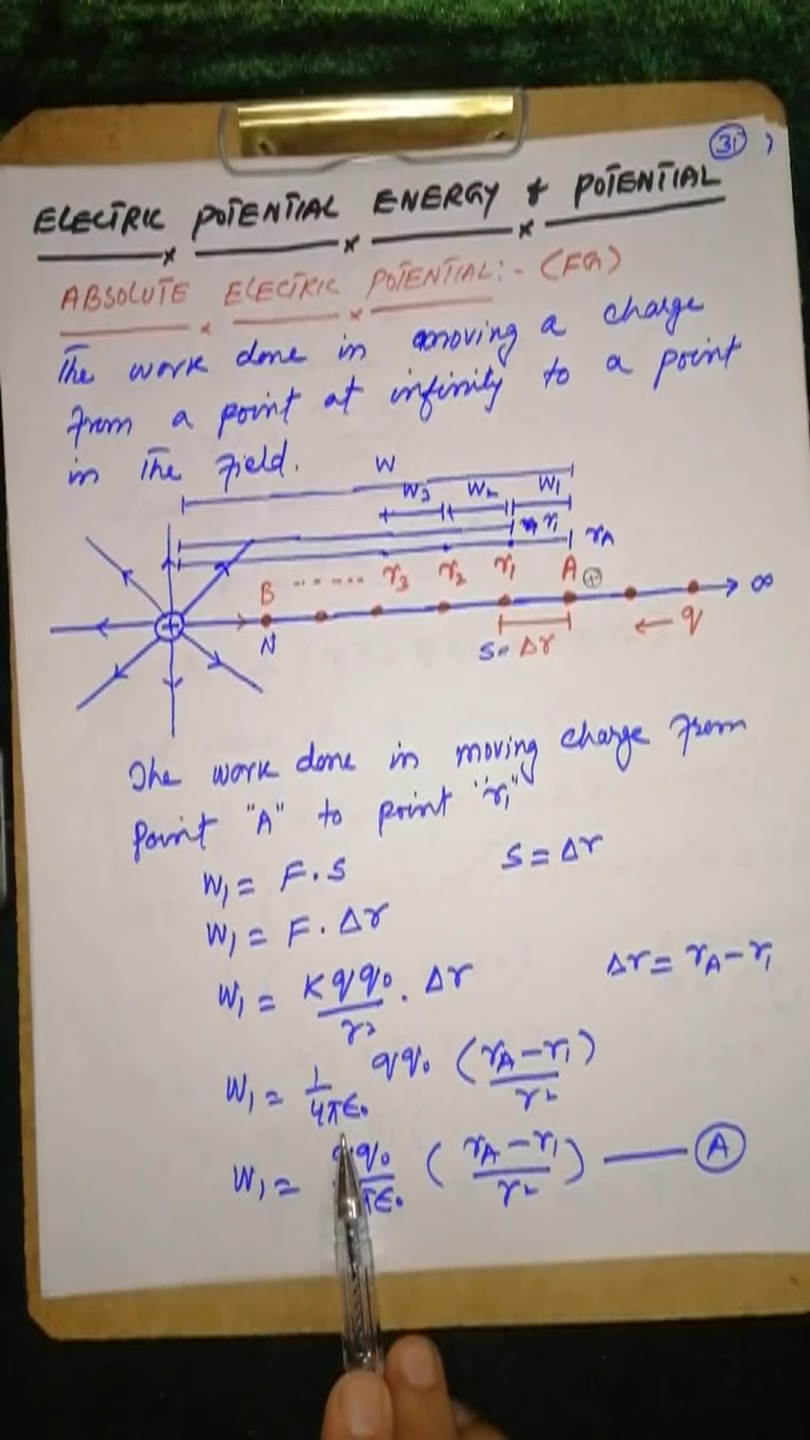 31
ELECTRIC POTENTIAL ENERGY & POTENTIAL
ABSOLUTE ELECTRIC POTENTIAL:-
The work done in moving a charge
from a point at infinity to a point
in the field.
W
W3 W2 W1
r1 rA
B ...... r3 r2 r1 A + ∞
+
N
S = Δr ← q
The work done in moving charge from
point "A" to point "r1"
W1 = F.S S = Δr
W1 = F.Δr
W1 = Kqq0/r² . Δr Δr = rA - r1
W1 = 1/4πε0 qq0 (rA - r1/r²)
W1 = (rA - r1/r²) —— A